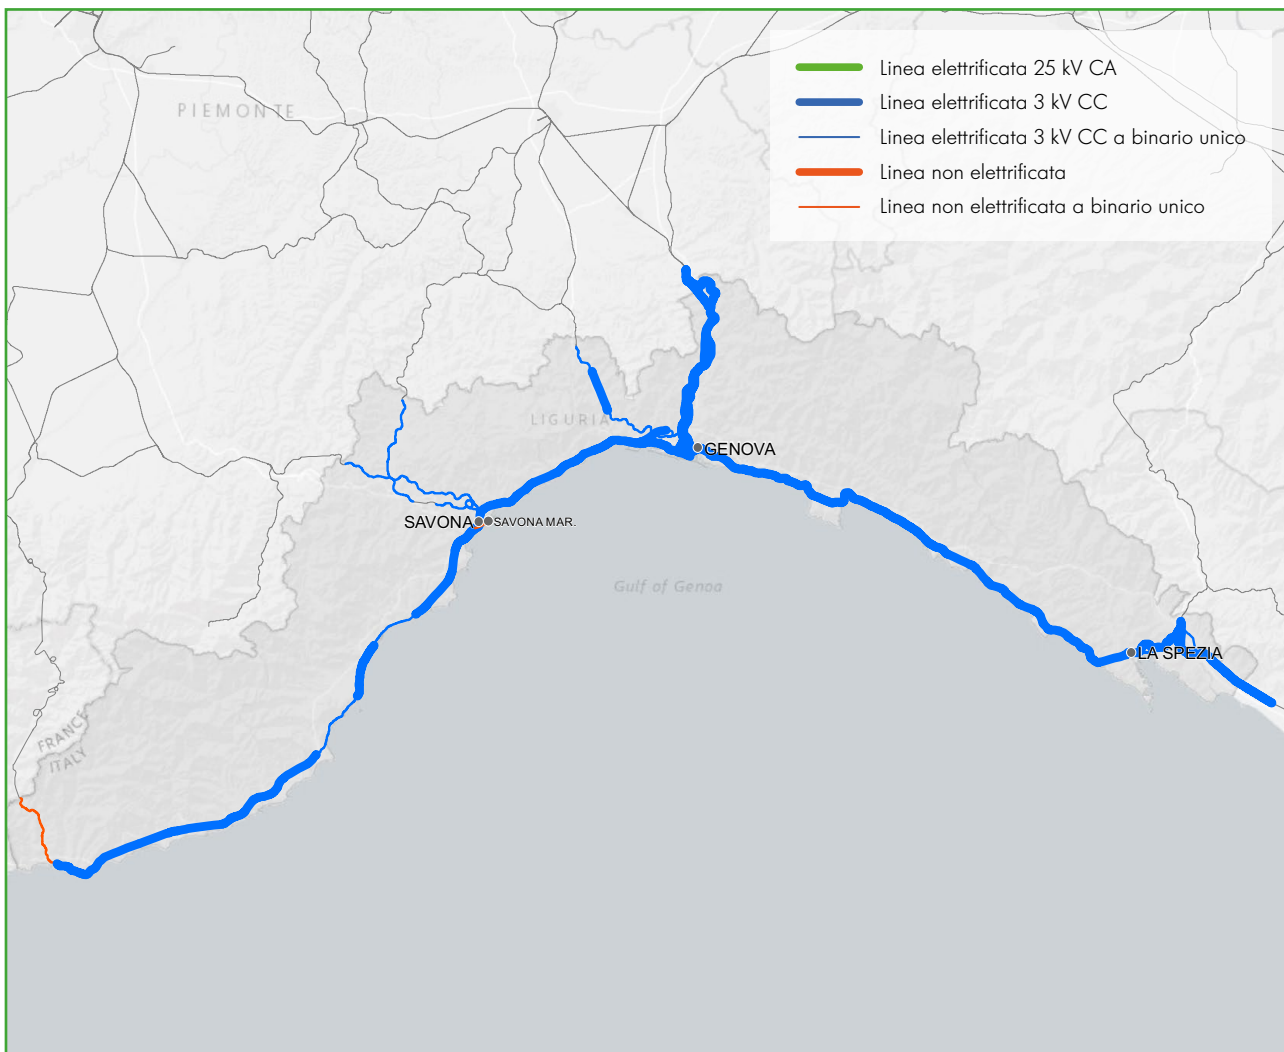 Linea elettrificata 25 kV CA
Linea elettrificata 3 kV CC
Linea elettrificata 3 kV CC a binario unico
Linea non elettrificata
Linea non elettrificata a binario unico
PIEMONTE
LIGURIA
GENOVA
SAVONA
SAVONA MAR.
Gulf of Genoa
LA SPEZIA
FRANCE
ITALY